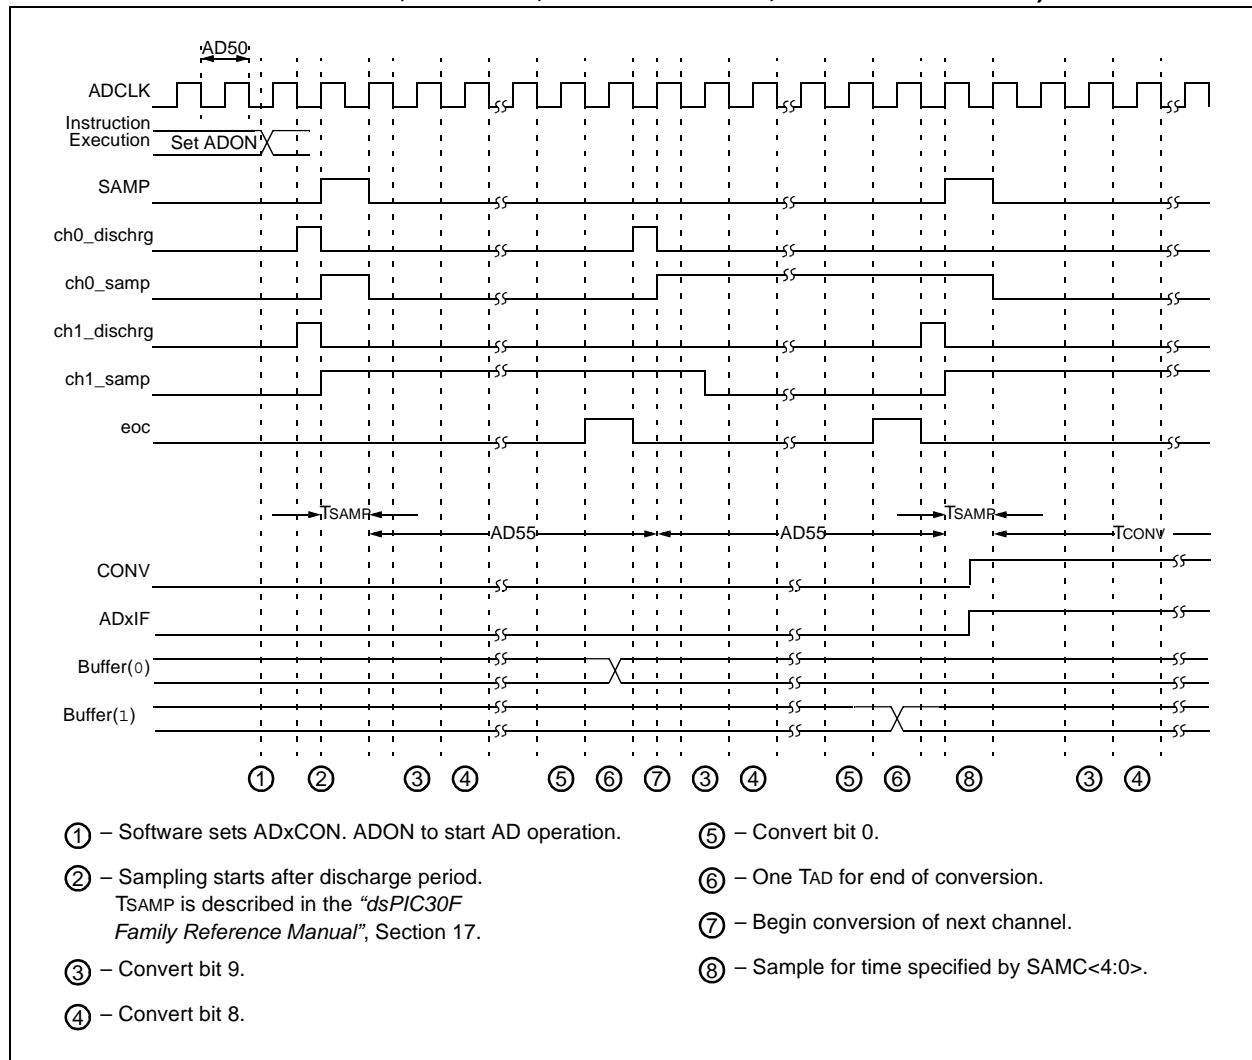 AD50
ADCLK
Instruction
Execution
Set ADON
SAMP
ch0_dischrg
ch0_samp
ch1_dischrg
ch1_samp
eoc
TSAMP TSAMP
AD55 AD55 TCONV
CONV
ADxIF
Buffer(0)
Buffer(1)
1 2 3 4 5 6 7 3 4 5 6 8 3 4
1 – Software sets ADxCON. ADON to start AD operation.
2 – Sampling starts after discharge period.
TSAMP is described in the “dsPIC30F
Family Reference Manual”, Section 17.
3 – Convert bit 9.
4 – Convert bit 8.
5 – Convert bit 0.
6 – One TAD for end of conversion.
7 – Begin conversion of next channel.
8 – Sample for time specified by SAMC<4:0>.